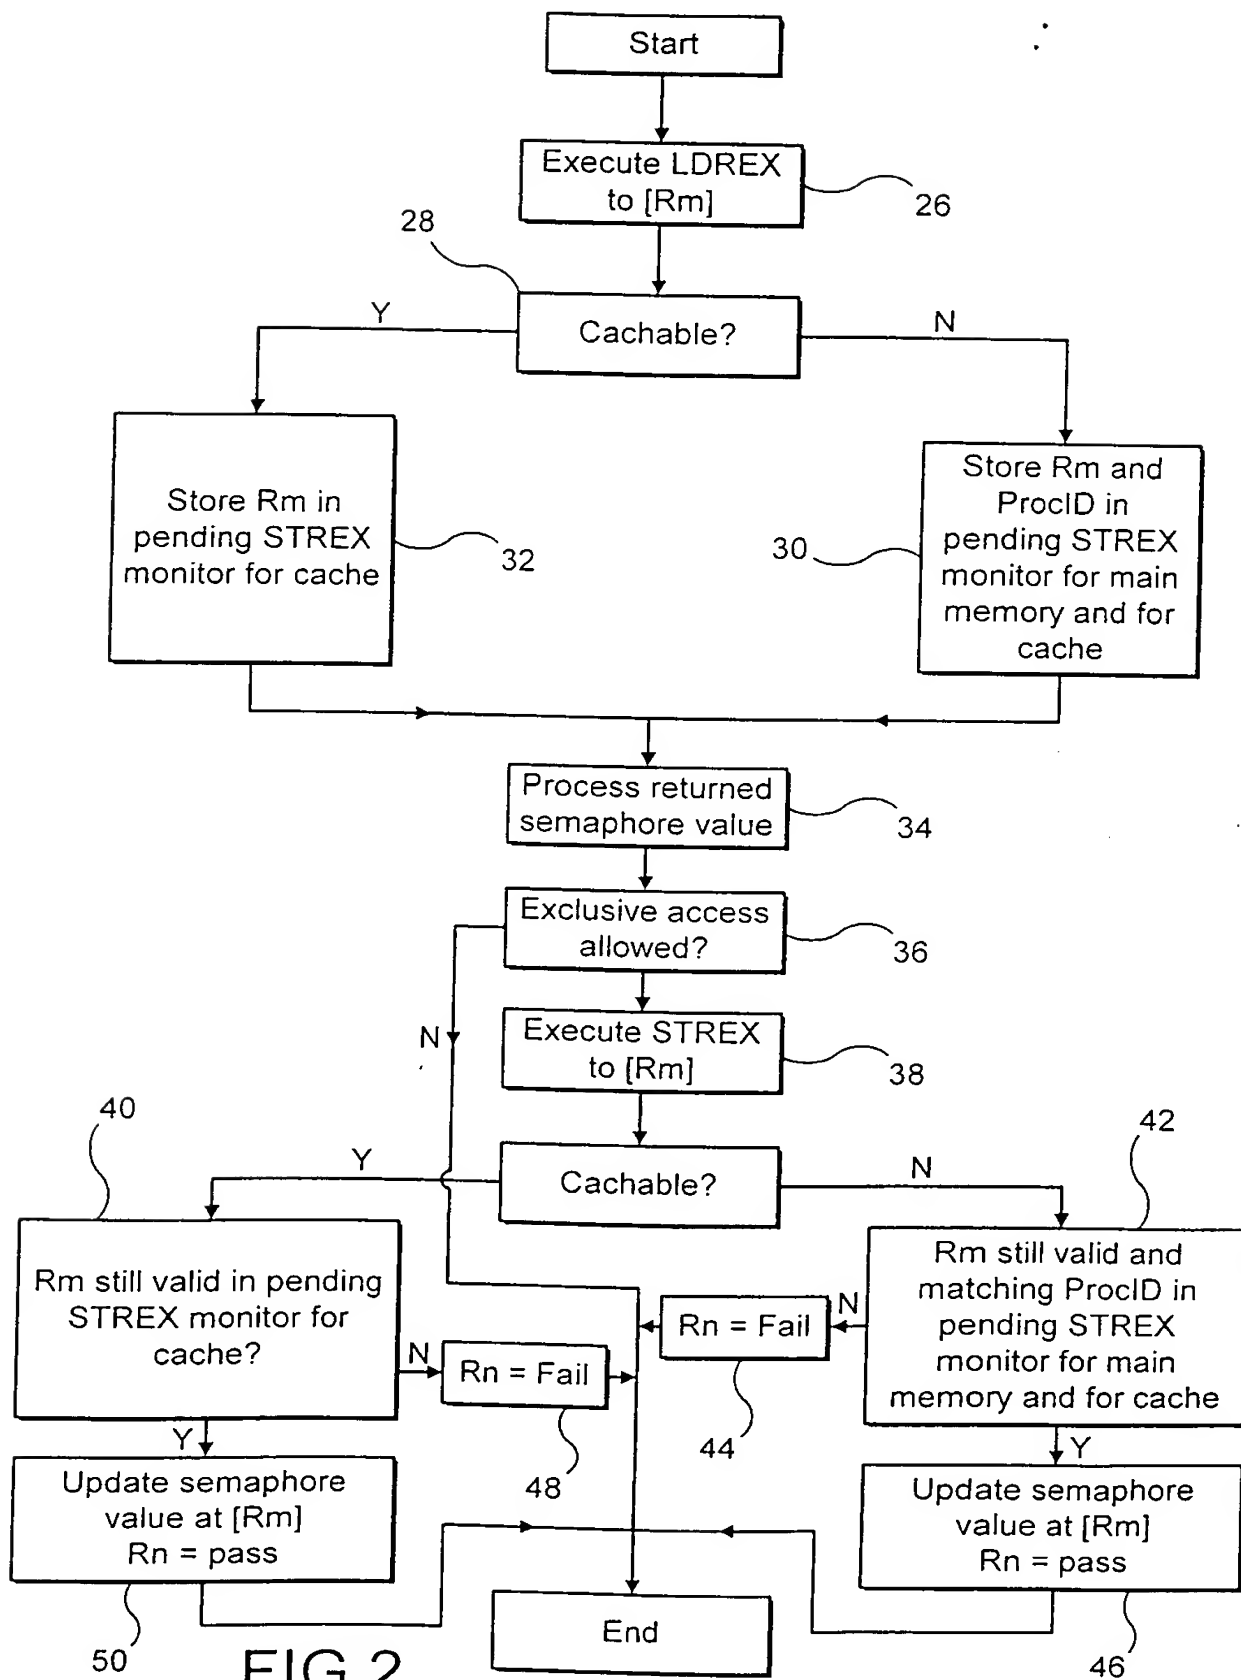 Start
Execute LDREX
to [Rm]
26
28
Y
Cachable?
N
Store Rm in
pending STREX
monitor for cache
32
Store Rm and
ProcID in
pending STREX
monitor for main
memory and for
cache
30
Process returned
semaphore value
34
Exclusive access
allowed?
36
N
Execute STREX
to [Rm]
38
40
Y
Cachable?
N
42
Rm still valid in pending
STREX monitor for
cache?
N
Rn = Fail
48
Rn = Fail
N
44
Rm still valid and
matching ProcID in
pending STREX
monitor for main
memory and for cache
Y
Update semaphore
value at [Rm]
Rn = pass
50
Y
Update semaphore
value at [Rm]
Rn = pass
46
End
FIG.2